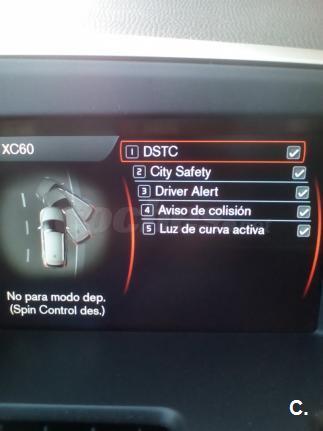 XC60
1 DSTC
2 City Safety
3 Driver Alert
4 Aviso de colisión
5 Luz de curva activa
No para modo dep.
(Spin Control des.)
C.